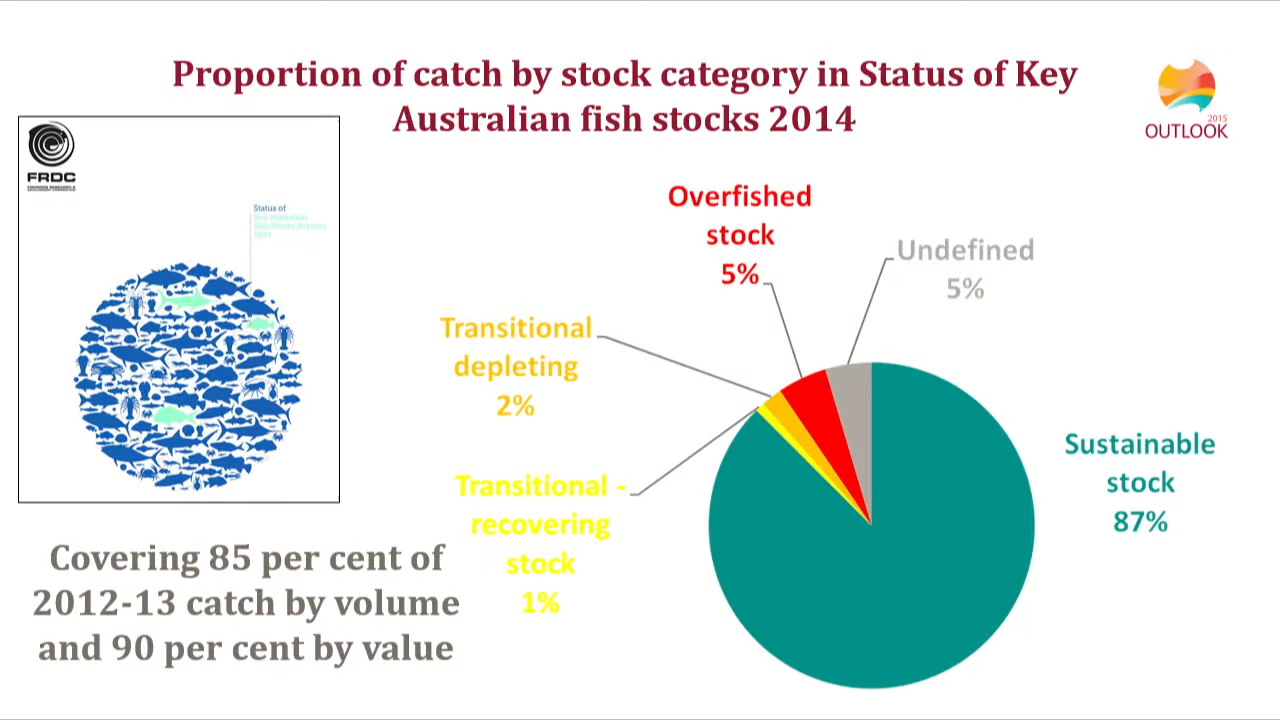 Proportion of catch by stock category in Status of Key
Australian fish stocks 2014
2015
OUTLOOK
FRDC
Status of
Overfished
stock
5%
Undefined
5%
Transitional
depleting
2%
Transitional -
recovering
stock
1%
Sustainable
stock
87%
Covering 85 per cent of
2012-13 catch by volume
and 90 per cent by value